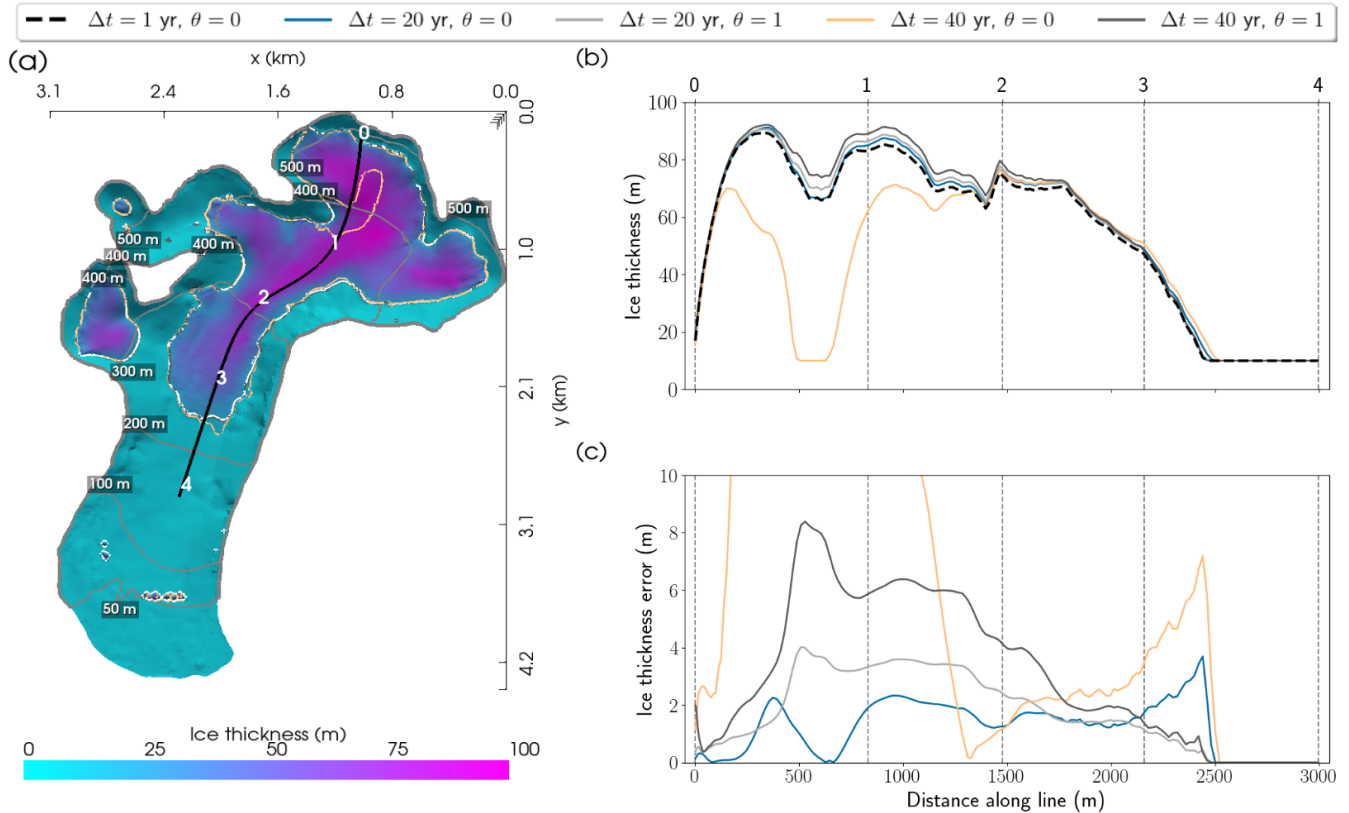 Δt = 1 yr, θ = 0 Δt = 20 yr, θ = 0 Δt = 20 yr, θ = 1 Δt = 40 yr, θ = 0 Δt = 40 yr, θ = 1
(a)
x (km)
3.1 2.4 1.6 0.8 0.0
0.0
1.0
2.1
3.1
4.2
y (km)
0
500 m
400 m
500 m
500 m
400 m
400 m
400 m
1
2
300 m
3
200 m
4
100 m
50 m
Ice thickness (m)
0 25 50 75 100
(b)
0 1 2 3 4
Ice thickness (m)
100
80
60
40
20
0
(c)
Ice thickness error (m)
10
8
6
4
2
0
0 500 1000 1500 2000 2500 3000
Distance along line (m)